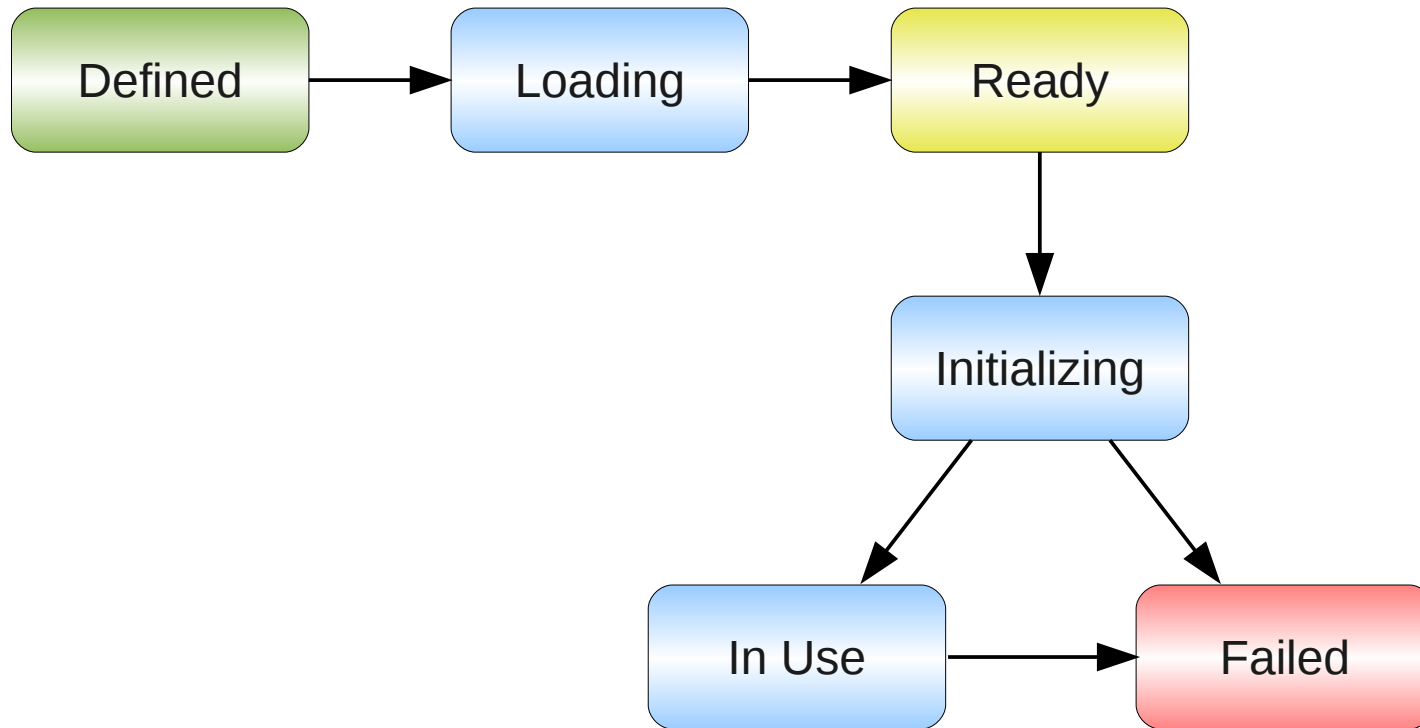 Defined
Loading
Ready
Initializing
In Use
Failed